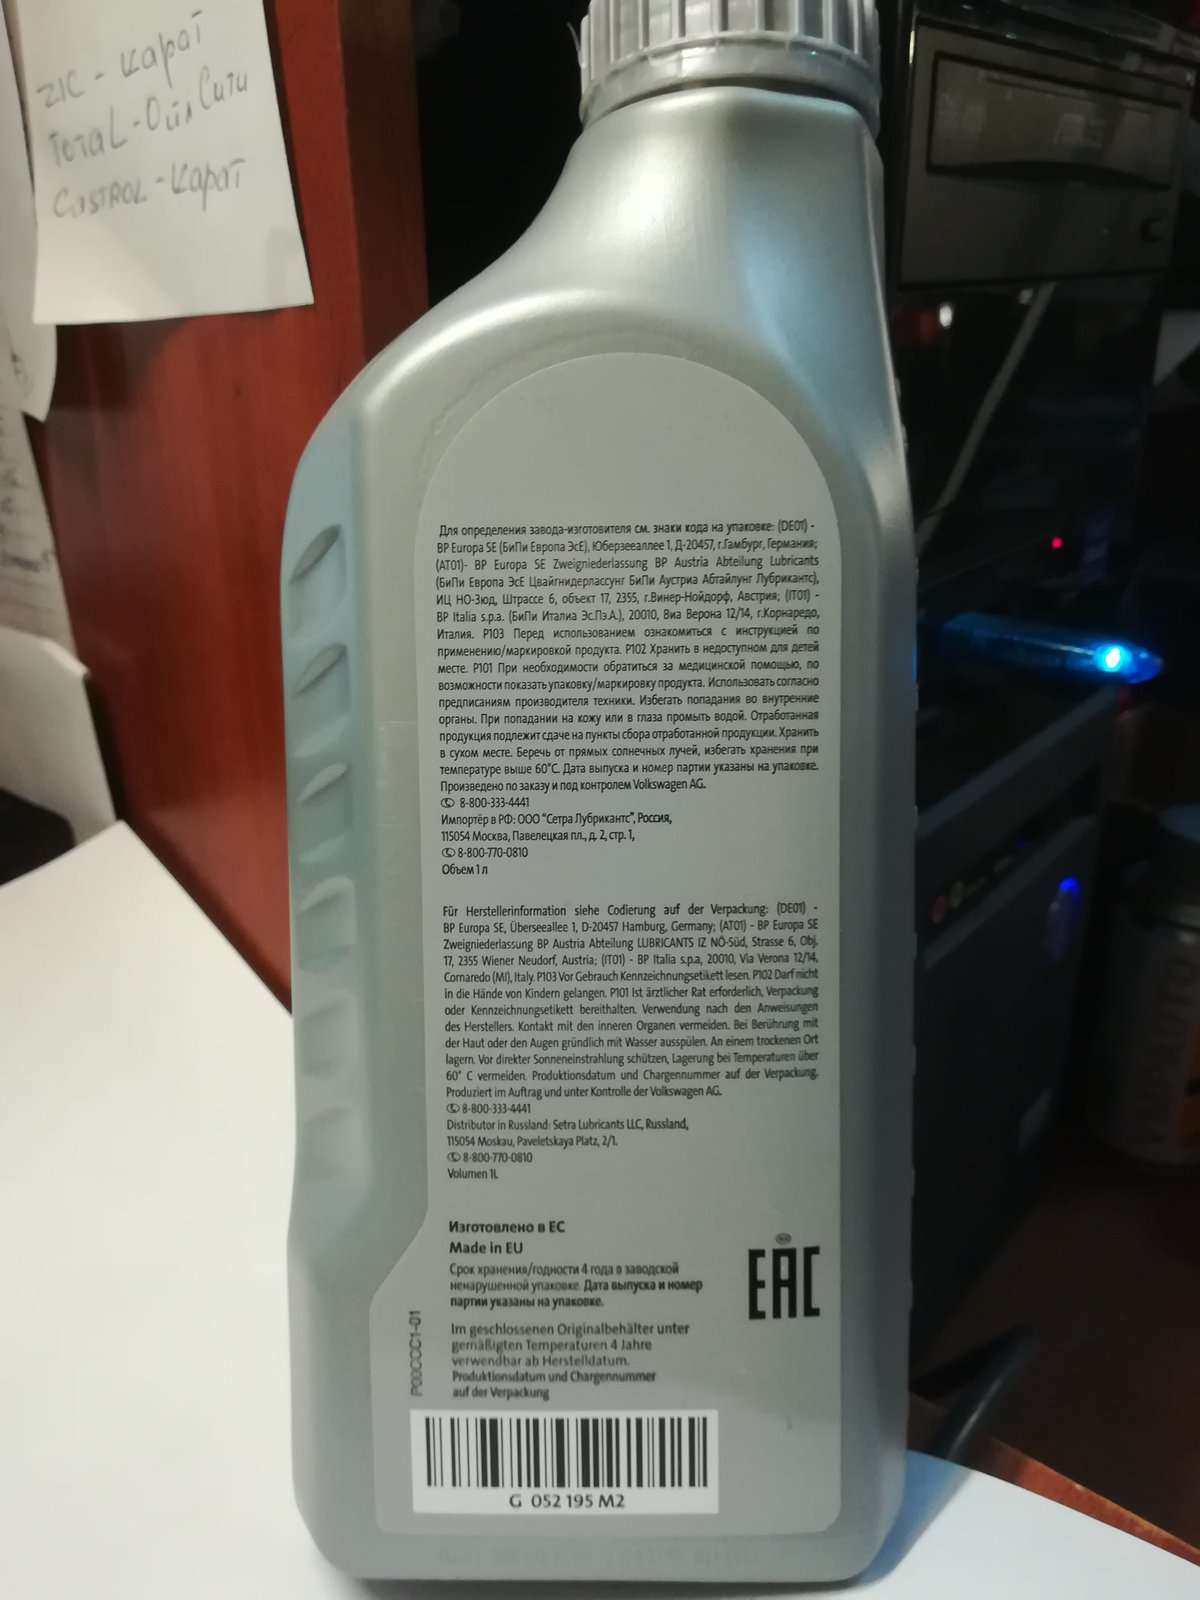 ZIC - карат
TOTAL - Ойл Сити
CASTROL - Карат
Для определения завода-изготовителя см. знаки кода на упаковке: (DE01) -
BP Europa SE (БиПи Европа ЭсЕ), Юберзееаллее 1, Д-20457, г.Гамбург, Германия;
(AT01)- BP Europa SE Zweigniederlassung BP Austria Abteilung Lubricants
(БиПи Европа ЭсЕ Цвайгнидерлассунг БиПи Аустриа Абтайлунг Лубрикантс),
ИЦ НО-Зюд, Штрассе 6, объект 17, 2355, г.Винер-Нойдорф, Австрия; (IT01) -
BP Italia s.p.a. (БиПи Италиа Эс.Пэ.А.), 20010, Виа Верона 12/14, г.Корнаредо,
Италия. P103 Перед использованием ознакомиться с инструкцией по
применению/маркировкой продукта. P102 Хранить в недоступном для детей
месте. P101 При необходимости обратиться за медицинской помощью, по
возможности показать упаковку/маркировку продукта. Использовать согласно
предписаниям производителя техники. Избегать попадания во внутренние
органы. При попадании на кожу или в глаза промыть водой. Отработанная
продукция подлежит сдаче на пункты сбора отработанной продукции. Хранить
в сухом месте. Беречь от прямых солнечных лучей, избегать хранения при
температуре выше 60°C. Дата выпуска и номер партии указаны на упаковке.
Произведено по заказу и под контролем Volkswagen AG.
✆ 8-800-333-4441
Импортёр в РФ: ООО "Сетра Лубрикантс", Россия,
115054 Москва, Павелецкая пл., д. 2, стр. 1,
✆ 8-800-770-0810
Объем 1 л
Für Herstellerinformation siehe Codierung auf der Verpackung: (DE01) -
BP Europa SE, Überseeallee 1, D-20457 Hamburg, Germany; (AT01) - BP Europa SE
Zweigniederlassung BP Austria Abteilung LUBRICANTS IZ NÖ-Süd, Strasse 6, Obj.
17, 2355 Wiener Neudorf, Austria; (IT01) - BP Italia s.p.a, 20010, Via Verona 12/14,
Cornaredo (MI), Italy. P103 Vor Gebrauch Kennzeichnungsetikett lesen. P102 Darf nicht
in die Hände von Kindern gelangen. P101 Ist ärztlicher Rat erforderlich, Verpackung
oder Kennzeichnungsetikett bereithalten. Verwendung nach den Anweisungen
des Herstellers. Kontakt mit den inneren Organen vermeiden. Bei Berührung mit
der Haut oder den Augen gründlich mit Wasser ausspülen. An einem trockenen Ort
lagern. Vor direkter Sonneneinstrahlung schützen, Lagerung bei Temperaturen über
60° C vermeiden. Produktionsdatum und Chargennummer auf der Verpackung.
Produziert im Auftrag und unter Kontrolle der Volkswagen AG.
✆ 8-800-333-4441
Distributor in Russland: Setra Lubricants LLC, Russland,
115054 Moskau, Paveletskaya Platz, 2/1.
✆ 8-800-770-0810
Volumen 1L
Изготовлено в ЕС
Made in EU
Срок хранения/годности 4 года в заводской
ненарушенной упаковке. Дата выпуска и номер
партии указаны на упаковке.
EAC
Im geschlossenen Originalbehälter unter
gemäßigten Temperaturen 4 Jahre
verwendbar ab Herstelldatum.
Produktionsdatum und Chargennummer
auf der Verpackung
P00CCC1-01
G 052 195 M2